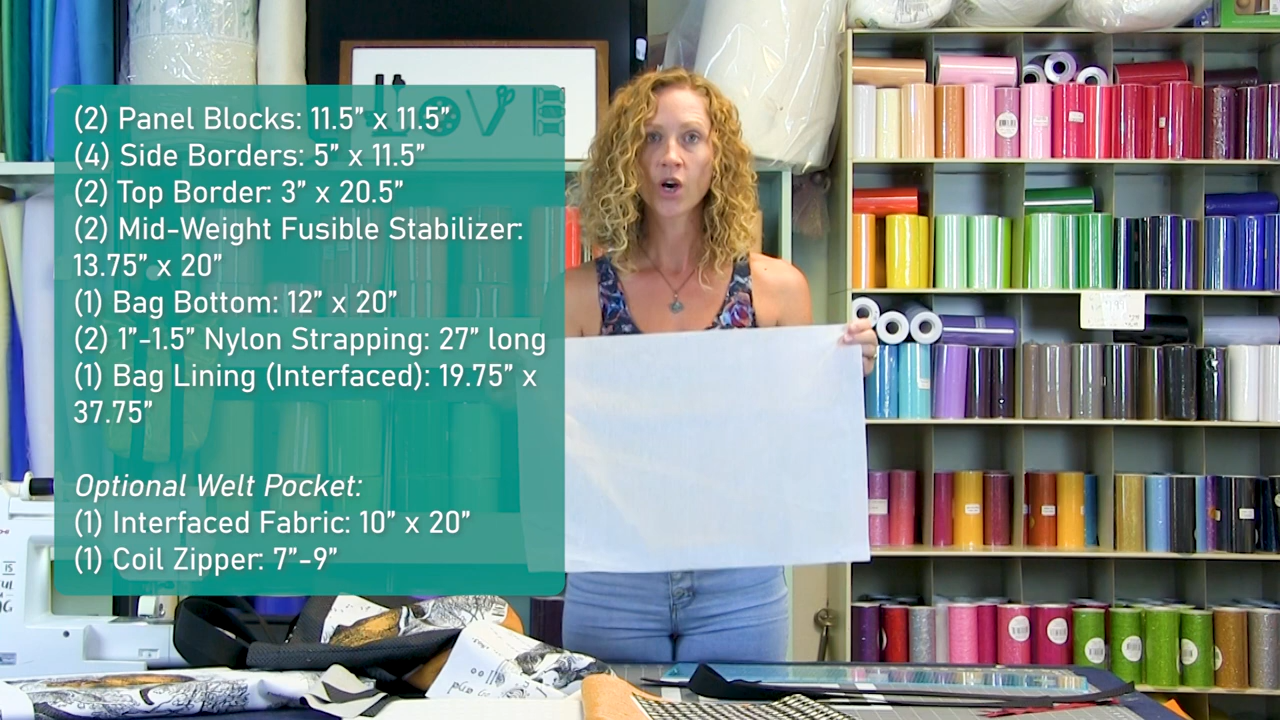 (2) Panel Blocks: 11.5” x 11.5”
(4) Side Borders: 5” x 11.5”
(2) Top Border: 3” x 20.5”
(2) Mid-Weight Fusible Stabilizer:
13.75” x 20”
(1) Bag Bottom: 12” x 20”
(2) 1”-1.5” Nylon Strapping: 27” long
(1) Bag Lining (Interfaced): 19.75” x
37.75”
Optional Welt Pocket:
(1) Interfaced Fabric: 10” x 20”
(1) Coil Zipper: 7”-9”